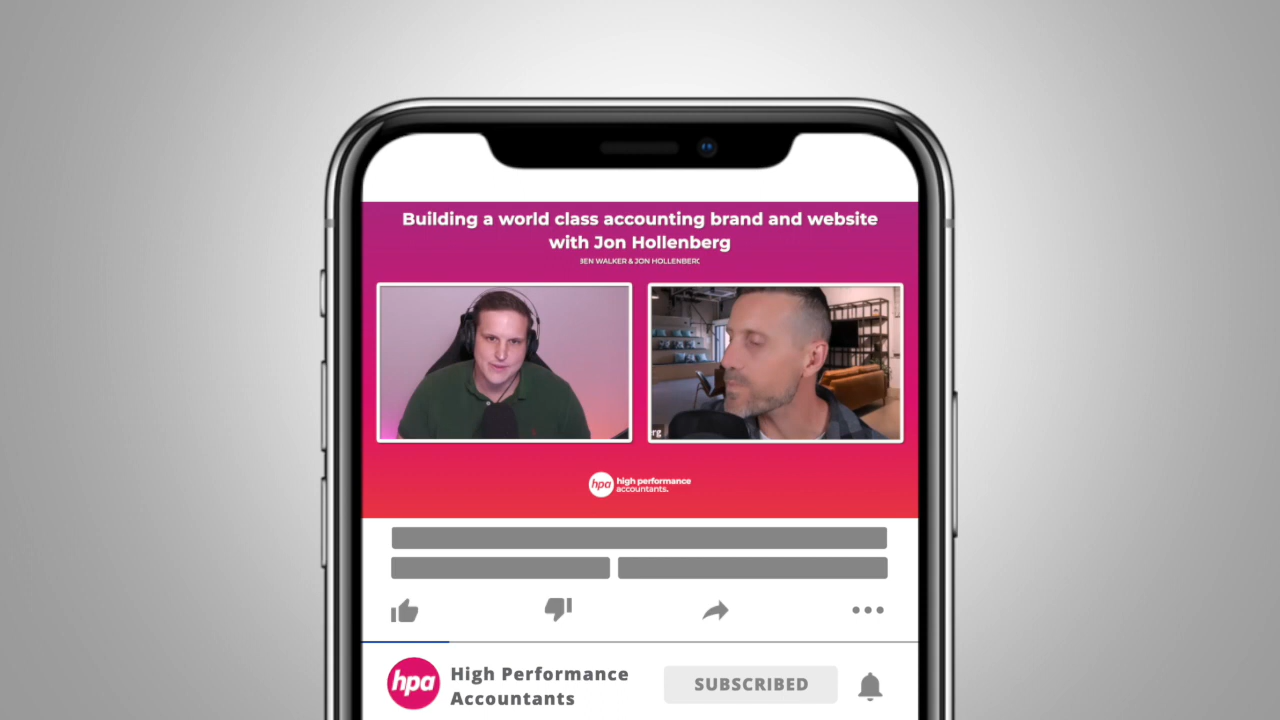 Building a world class accounting brand and website
with Jon Hollenberg
BEN WALKER & JON HOLLENBERG
rg
hpa high performance
accountants.
hpa
High Performance
Accountants
SUBSCRIBED